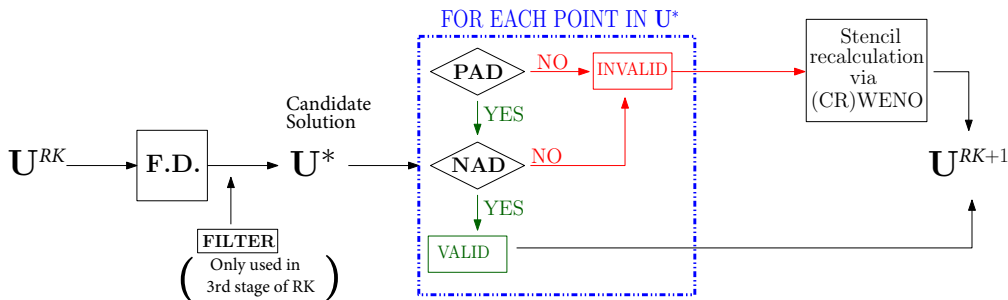 FOR EACH POINT IN U*
PAD
NO
INVALID
Stencil
recalculation
via
(CR)WENO
YES
Candidate
Solution
U^{RK}
F.D.
U*
NAD
NO
U^{RK+1}
YES
FILTER
(Only used in
3rd stage of RK)
VALID